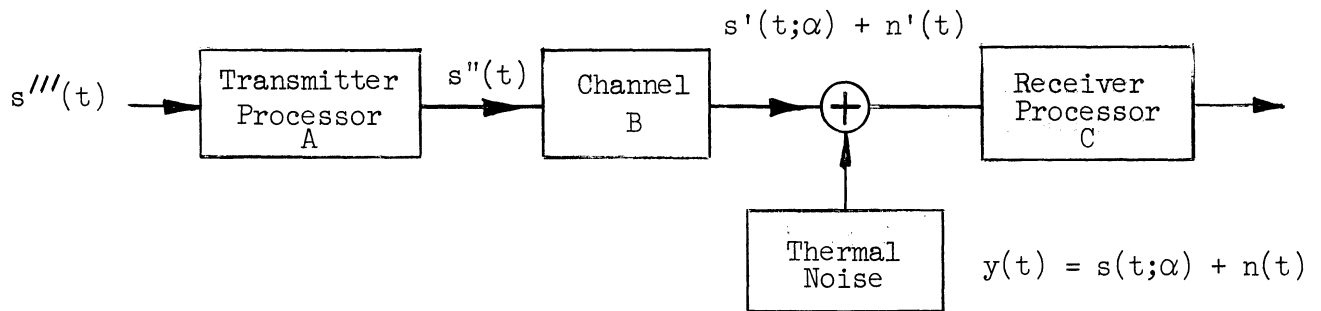 s'''(t)
Transmitter
Processor
A
s"(t)
Channel
B
s'(t;α) + n'(t)
+
Thermal
Noise
Receiver
Processor
C
y(t) = s(t;α) + n(t)